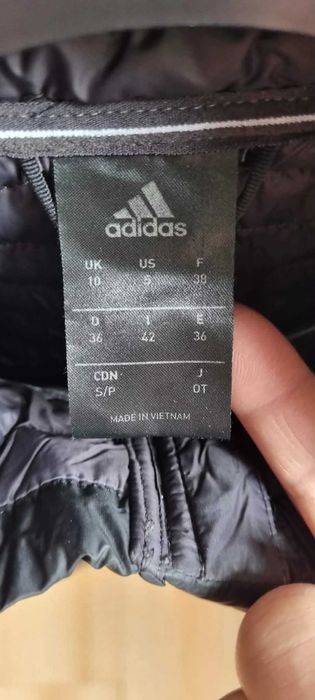 adidas
UK US F
10 S 38
D I E
36 42 36
CDN J
S/P OT
MADE IN VIETNAM